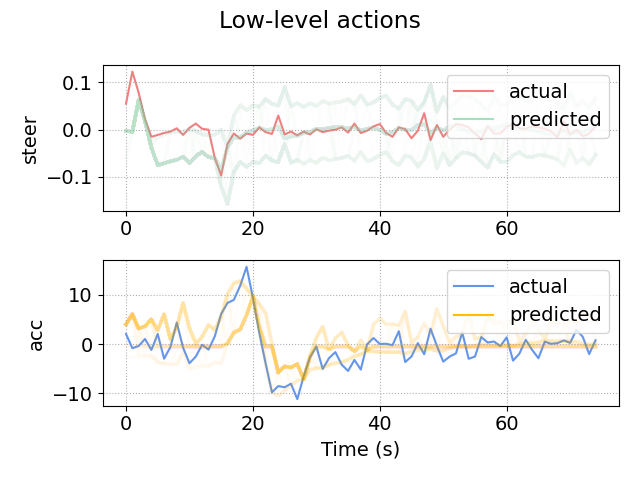 Low-level actions
steer
0.1
0.0
−0.1
actual
predicted
0
20
40
60
acc
10
0
−10
actual
predicted
0
20
40
60
Time (s)